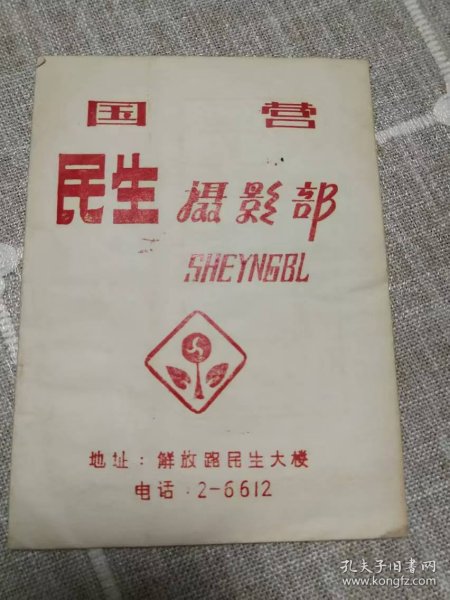 国营
民生 摄影部
SHEYNGBL
地址：解放路民生大楼
电话：2-6612
孔夫子旧书网
www.kongfz.com